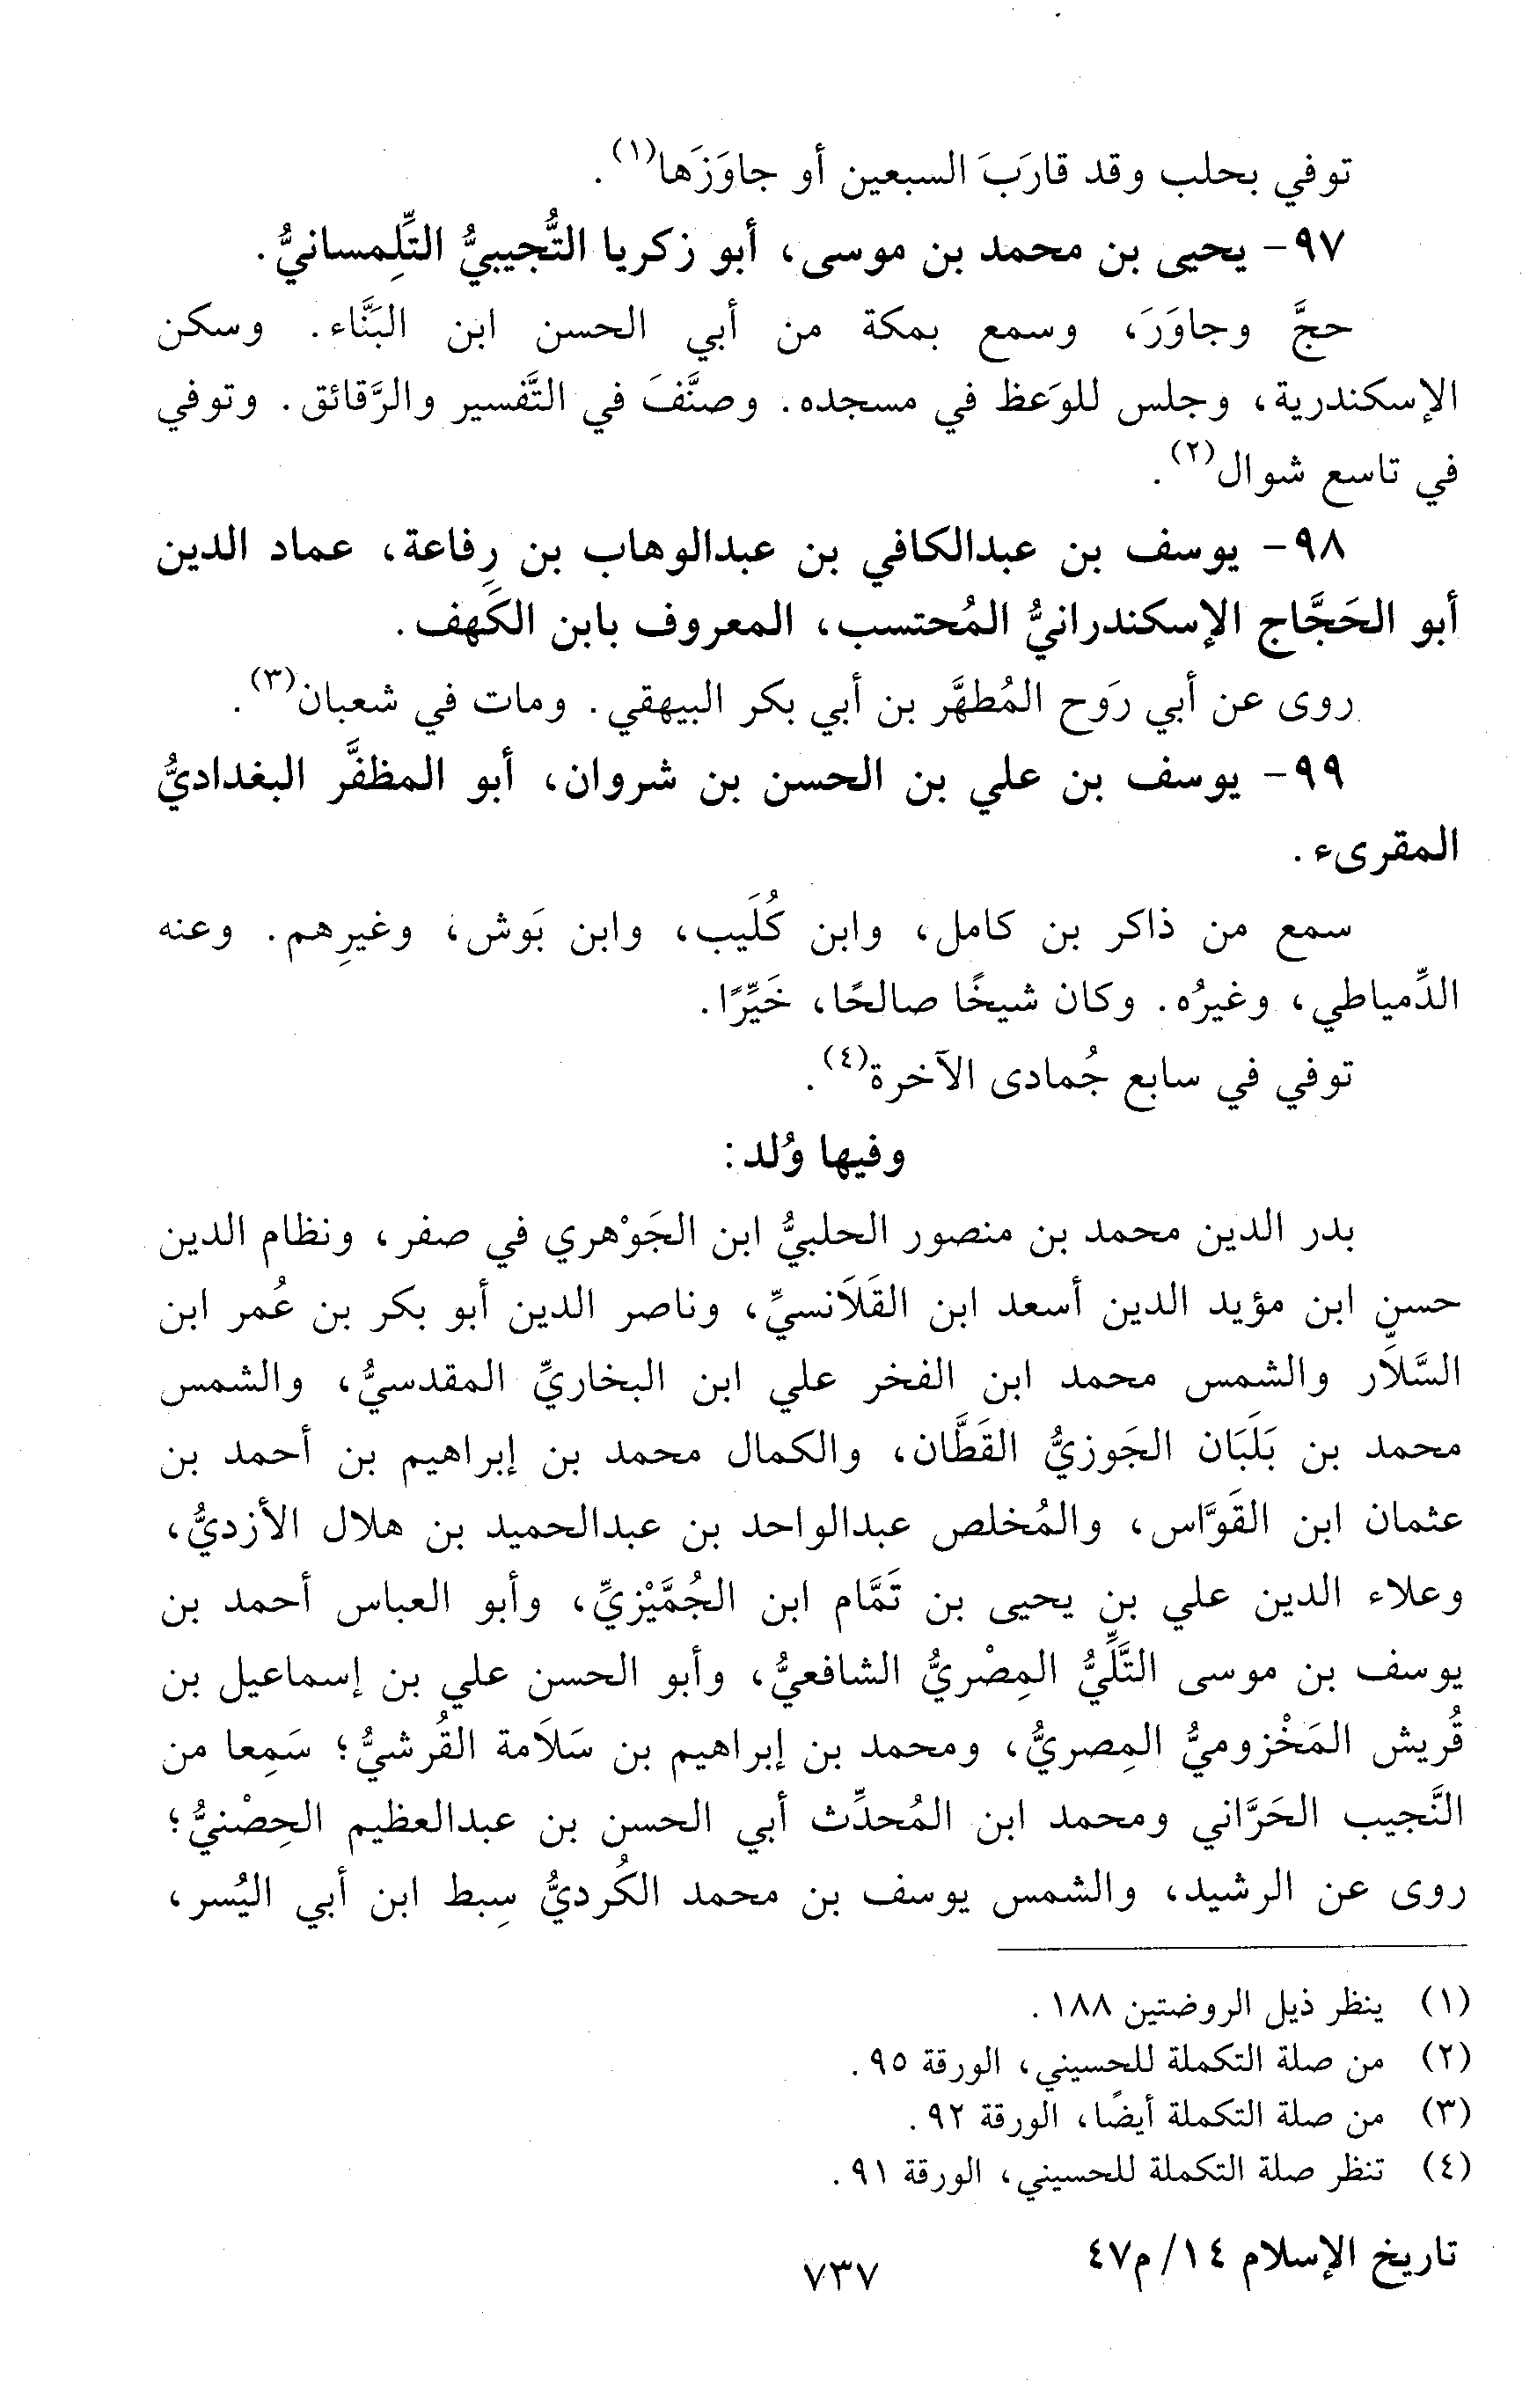 توفي بحلب وقد قارَبَ السبعين أو جاوَزَها(١).
٩٧- يحيى بن محمد بن موسى، أبو زكريا التُّجيبيُّ التِّلِمسانيُّ.
حجَّ وجاوَرَ، وسمع بمكة من أبي الحسن ابن البَنَّاء. وسكن
الإسكندرية، وجلس للوَعظ في مسجده. وصنَّفَ في التَّفسير والرَّقائق. وتوفي
في تاسع شوال(٢).
٩٨- يوسف بن عبدالكافي بن عبدالوهاب بن رِفاعة، عماد الدين
أبو الحَجَّاج الإسكندرانيُّ المُحتسب، المعروف بابن الكَهف.
روى عن أبي رَوح المُطهَّر بن أبي بكر البيهقي. ومات في شعبان(٣).
٩٩- يوسف بن علي بن الحسن بن شروان، أبو المظفَّر البغداديُّ
المقرىء.
سمع من ذاكر بن كامل، وابن كُلَيب، وابن بَوش، وغيرِهم. وعنه
الدِّمياطي، وغيرُه. وكان شيخًا صالحًا، خَيِّرًا.
توفي في سابع جُمادى الآخرة(٤).
وفيها وُلد:
بدر الدين محمد بن منصور الحلبيُّ ابن الجَوْهري في صفر، ونظام الدين
حسن ابن مؤيد الدين أسعد ابن القَلَانسيِّ، وناصر الدين أبو بكر بن عُمر ابن
السَّلاَّر والشمس محمد ابن الفخر علي ابن البخاريِّ المقدسيُّ، والشمس
محمد بن بَلَبَان الجَوزيُّ القَطَّان، والكمال محمد بن إبراهيم بن أحمد بن
عثمان ابن القَوَّاس، والمُخلص عبدالواحد بن عبدالحميد بن هلال الأزديُّ،
وعلاء الدين علي بن يحيى بن تَمَّام ابن الجُمَّيْزيِّ، وأبو العباس أحمد بن
يوسف بن موسى التَّلِّيُّ المِصْريُّ الشافعيُّ، وأبو الحسن علي بن إسماعيل بن
قُريش المَخْزوميُّ المِصريُّ، ومحمد بن إبراهيم بن سَلَامة القُرشيُّ؛ سَمِعا من
النَّجيب الحَرَّاني ومحمد ابن المُحدِّث أبي الحسن بن عبدالعظيم الحِصْنيُّ؛
روى عن الرشيد، والشمس يوسف بن محمد الكُرديُّ سِبط ابن أبي اليُسر،
(١) ينظر ذيل الروضتين ١٨٨.
(٢) من صلة التكملة للحسيني، الورقة ٩٥.
(٣) من صلة التكملة أيضًا، الورقة ٩٢.
(٤) تنظر صلة التكملة للحسيني، الورقة ٩١.
تاريخ الإسلام ١٤/ م٤٧
٧٣٧